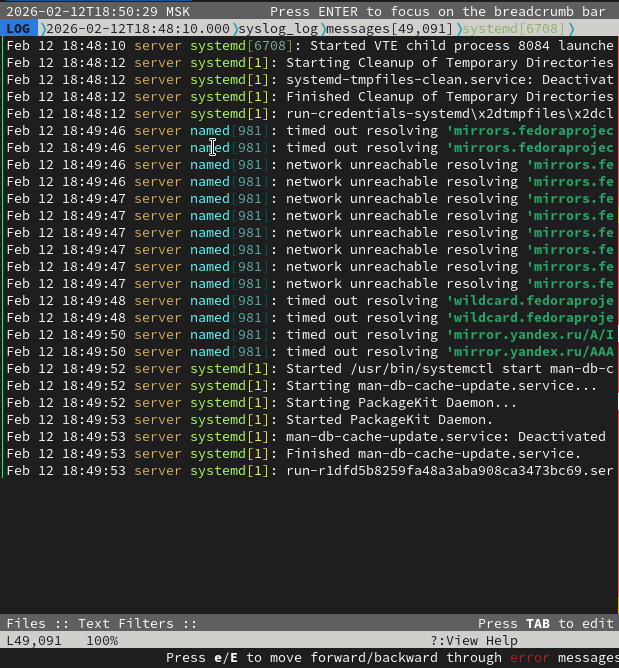 2026-02-12T18:50:29 MSK Press ENTER to focus on the breadcrumb bar
LOG ❭2026-02-12T18:48:10.000❭syslog_log❭messages[49,091]❭systemd[6708]❭
Feb 12 18:48:10 server systemd[6708]: Started VTE child process 8084 launche
Feb 12 18:48:12 server systemd[1]: Starting Cleanup of Temporary Directories
Feb 12 18:48:12 server systemd[1]: systemd-tmpfiles-clean.service: Deactivat
Feb 12 18:48:12 server systemd[1]: Finished Cleanup of Temporary Directories
Feb 12 18:48:12 server systemd[1]: run-credentials-systemd\x2dtmpfiles\x2dcl
Feb 12 18:49:46 server named[981]: timed out resolving 'mirrors.fedoraprojec
Feb 12 18:49:46 server named[981]: timed out resolving 'mirrors.fedoraprojec
Feb 12 18:49:46 server named[981]: network unreachable resolving 'mirrors.fe
Feb 12 18:49:46 server named[981]: network unreachable resolving 'mirrors.fe
Feb 12 18:49:47 server named[981]: network unreachable resolving 'mirrors.fe
Feb 12 18:49:47 server named[981]: network unreachable resolving 'mirrors.fe
Feb 12 18:49:47 server named[981]: network unreachable resolving 'mirrors.fe
Feb 12 18:49:47 server named[981]: network unreachable resolving 'mirrors.fe
Feb 12 18:49:47 server named[981]: network unreachable resolving 'mirrors.fe
Feb 12 18:49:47 server named[981]: network unreachable resolving 'mirrors.fe
Feb 12 18:49:48 server named[981]: timed out resolving 'wildcard.fedoraproje
Feb 12 18:49:48 server named[981]: timed out resolving 'wildcard.fedoraproje
Feb 12 18:49:50 server named[981]: timed out resolving 'mirror.yandex.ru/A/I
Feb 12 18:49:50 server named[981]: timed out resolving 'mirror.yandex.ru/AAA
Feb 12 18:49:52 server systemd[1]: Started /usr/bin/systemctl start man-db-c
Feb 12 18:49:52 server systemd[1]: Starting man-db-cache-update.service...
Feb 12 18:49:52 server systemd[1]: Starting PackageKit Daemon...
Feb 12 18:49:53 server systemd[1]: Started PackageKit Daemon.
Feb 12 18:49:53 server systemd[1]: man-db-cache-update.service: Deactivated
Feb 12 18:49:53 server systemd[1]: Finished man-db-cache-update.service.
Feb 12 18:49:53 server systemd[1]: run-r1dfd5b8259fa48a3aba908ca3473bc69.ser
Files :: Text Filters :: Press TAB to edit
L49,091 100% ?:View Help
Press e/E to move forward/backward through error messages